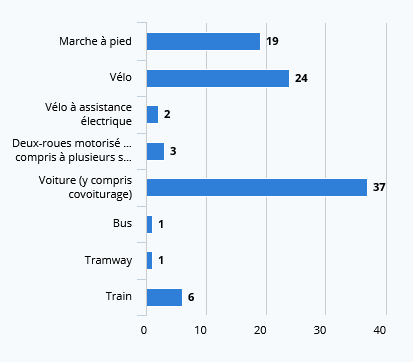 Marche à pied
19
Vélo
24
Vélo à assistance
électrique
2
Deux-roues motorisé ...
compris à plusieurs s...
3
Voiture (y compris
covoiturage)
37
Bus
1
Tramway
1
Train
6
0 10 20 30 40